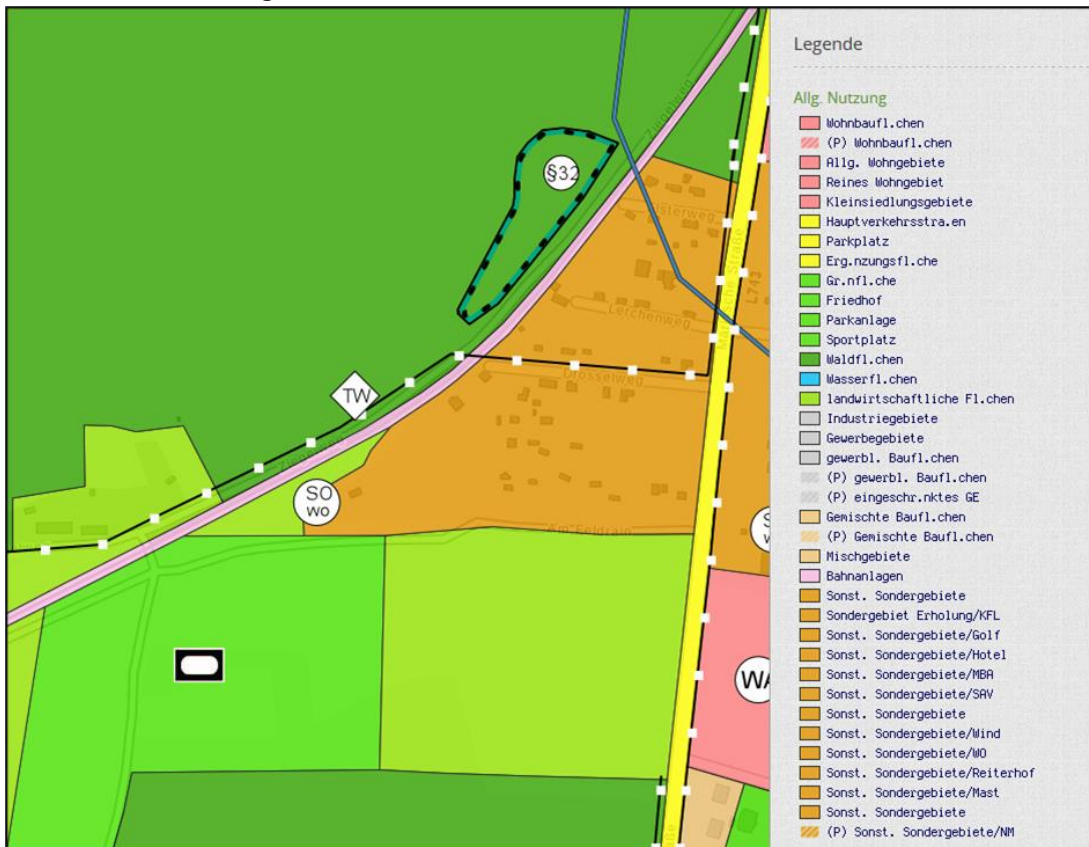 Legende
Allg. Nutzung
Wohnbaufl.chen
(P) Wohnbaufl.chen
Allg. Wohngebiete
Reines Wohngebiet
Kleinsiedlungsgebiete
Hauptverkehrsstra.en
Parkplatz
Erg.nzungsfl.che
Gr.nfl.che
Friedhof
Parkanlage
Sportplatz
Waldfl.chen
Wasserfl.chen
landwirtschaftliche Fl.chen
Industriegebiete
Gewerbegebiete
gewerbl. Baufl.chen
(P) gewerbl. Baufl.chen
(P) eingeschr.nktes GE
Gemischte Baufl.chen
(P) Gemischte Baufl.chen
Mischgebiete
Bahnanlagen
Sonst. Sondergebiete
Sondergebiet Erholung/KFL
Sonst. Sondergebiete/Golf
Sonst. Sondergebiete/Hotel
Sonst. Sondergebiete/MBA
Sonst. Sondergebiete/SAV
Sonst. Sondergebiete
Sonst. Sondergebiete/Wind
Sonst. Sondergebiete/WO
Sonst. Sondergebiete/Reiterhof
Sonst. Sondergebiete/Mast
Sonst. Sondergebiete
(P) Sonst. Sondergebiete/NM
Ziegelweg
§32
Lerchenweg
L743
Drosselweg
TW
SO
wo
Am Feldrain
WA